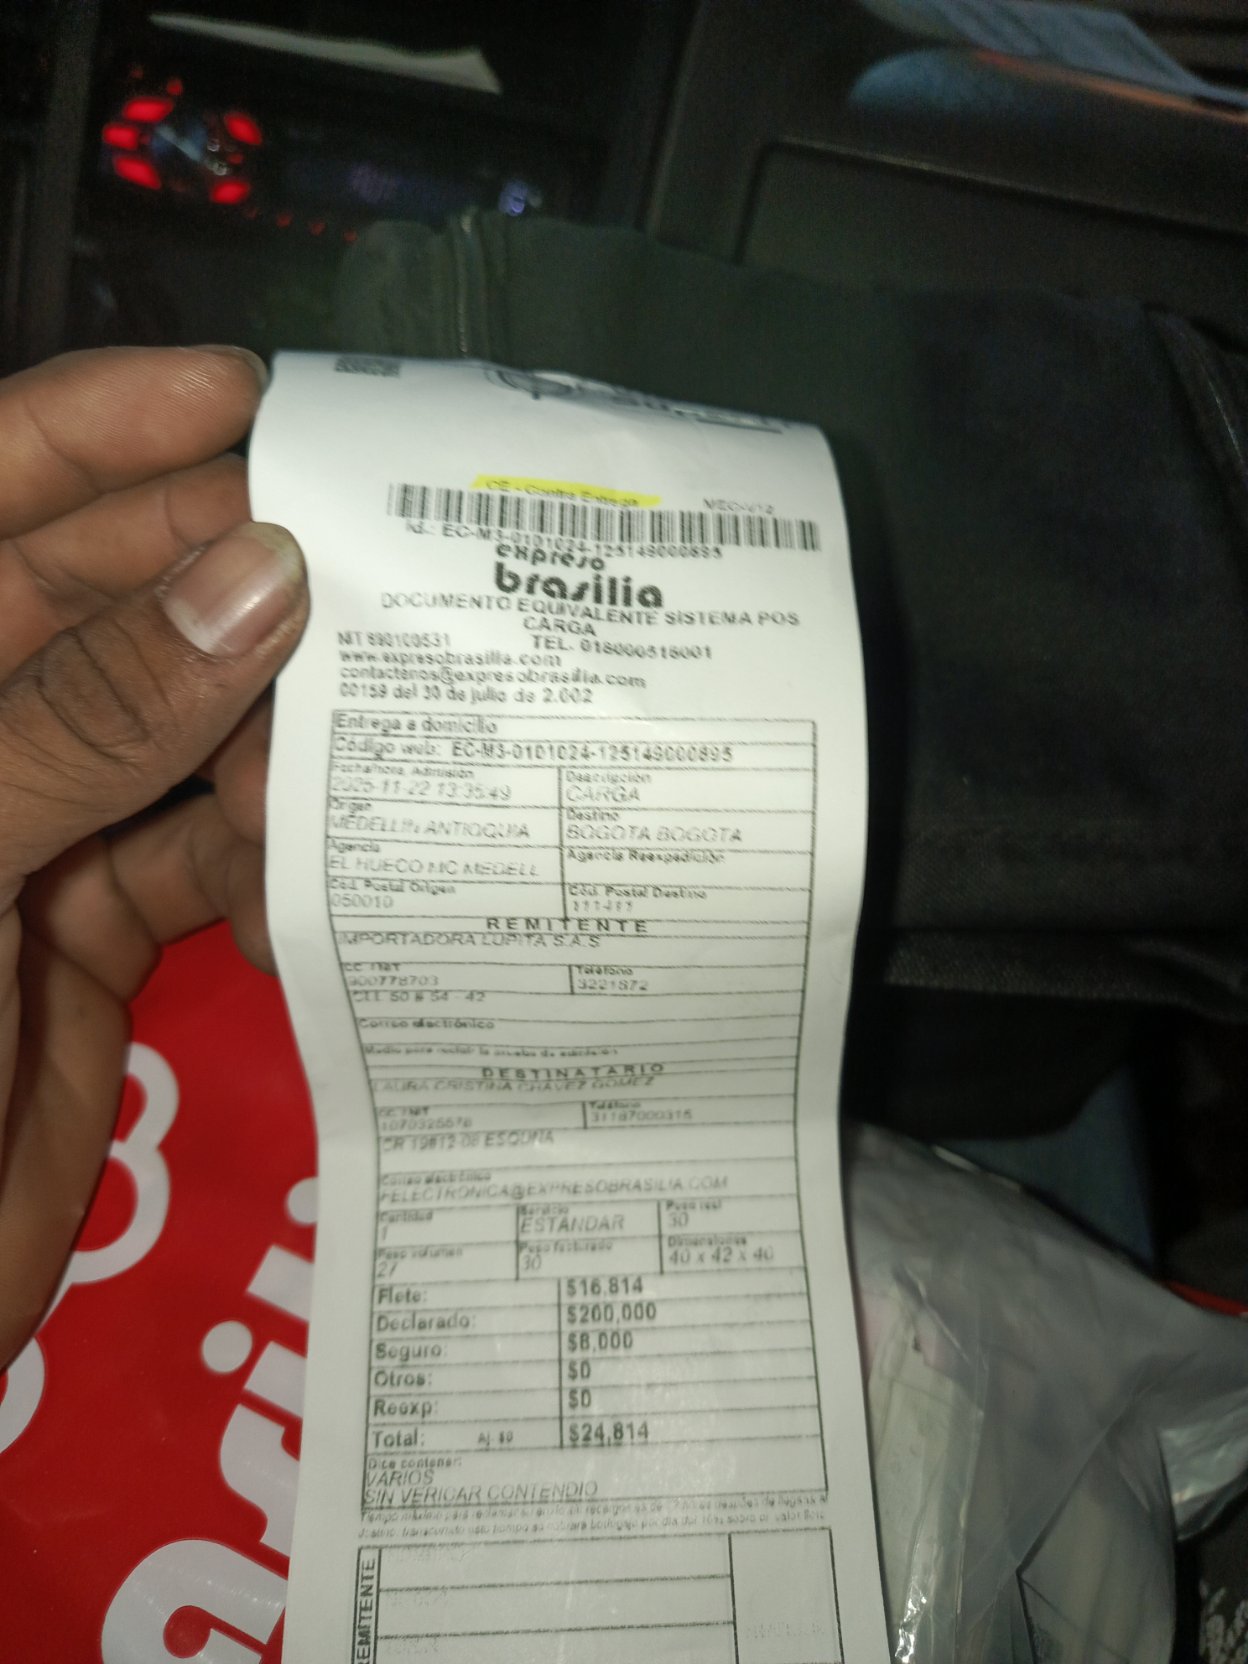 CE - Contra Entrega
Id.: EC-M3-0101024-125149000895
expreso
brasilia
DOCUMENTO EQUIVALENTE SISTEMA POS
CARGA
NIT 890100531 TEL. 018000518001
www.expresobrasilia.com
contactenos@expresobrasilia.com
00159 del 30 de julio de 2.002
Entrega a domicilio
Código web: EC-M3-0101024-125149000895
Fecha/hora Admisión Descripción
2025-11-22 13:35:49 CARGA
Origen Destino
MEDELLIN ANTIOQUIA BOGOTA BOGOTA
Agencia Agencia Reexpedición
EL HUECO MC MEDELL
Cód. Postal Origen Cód. Postal Destino
050010
REMITENTE
IMPORTADORA LUPITA S.A.S
CC / NIT Teléfono
900778703 3221872
CLL 50 # 54 - 42
Correo electrónico
DESTINATARIO
LAURA CRISTINA CHAVEZ GOMEZ
CC / NIT Teléfono
31187000315
ESQUINA
Correo electrónico
FELECTRONICA@EXPRESOBRASILIA.COM
Cantidad Servicio Peso real
1 ESTANDAR 30
Peso volumen Peso facturado Dimensiones
27 30 40 x 42 x 40
Flete: $16,814
Declarado: $200,000
Seguro: $8,000
Otros: $0
Reexp: $0
Total: Aj. $0 $24,814
Dice contener:
VARIOS
SIN VERICAR CONTENDIO